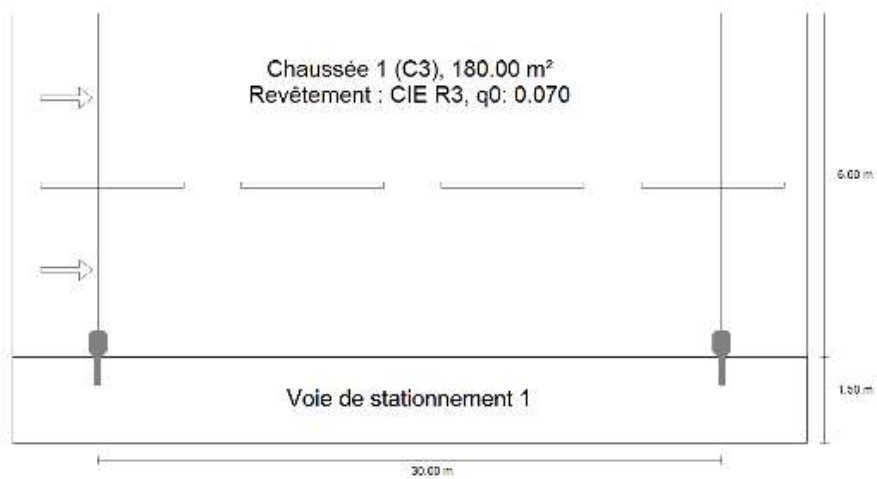 Chaussée 1 (C3), 180.00 m²
Revêtement : CIE R3, q0: 0.070
6.00 m
Voie de stationnement 1
1.50 m
30.00 m